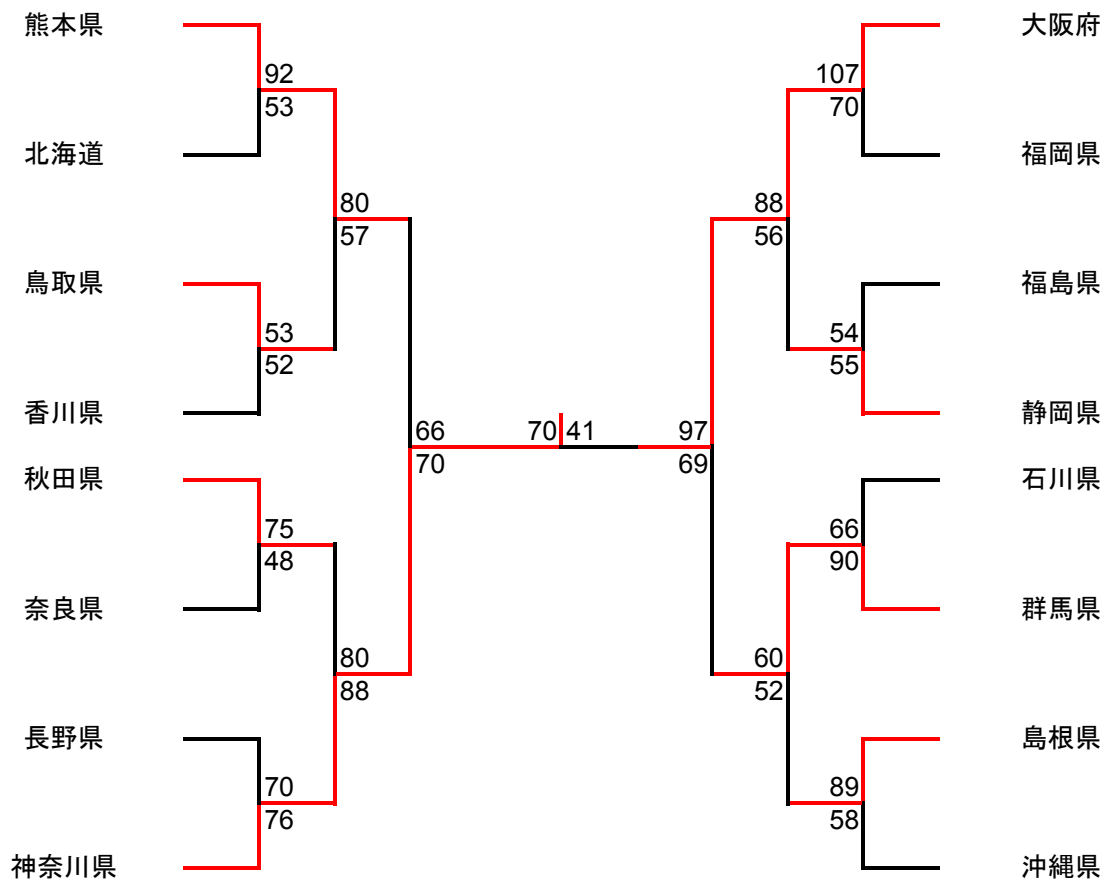 熊本県
大阪府
92
107
53
70
北海道
福岡県
80
88
57
56
鳥取県
福島県
53
54
52
55
香川県
静岡県
66
70 41
97
70
69
秋田県
石川県
75
66
48
90
奈良県
群馬県
80
60
88
52
長野県
島根県
70
89
76
58
神奈川県
沖縄県